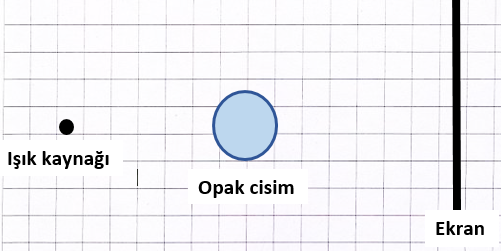 Işık kaynağı
Opak cisim
Ekran